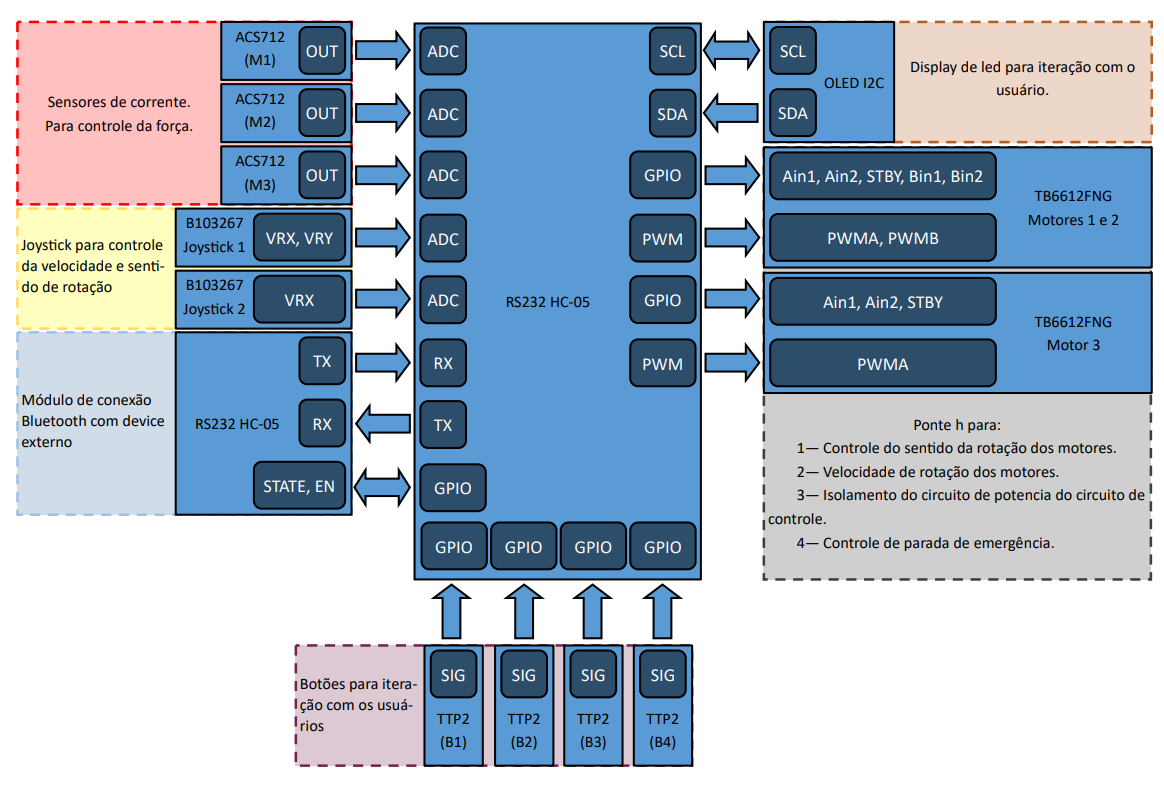 Sensores de corrente.
Para controle da força.
ACS712
(M1)
OUT
ACS712
(M2)
OUT
ACS712
(M3)
OUT
Joystick para controle
da velocidade e senti-
do de rotação
B103267
Joystick 1
VRX, VRY
B103267
Joystick 2
VRX
Módulo de conexão
Bluetooth com device
externo
RS232 HC-05
TX
RX
STATE, EN
ADC
ADC
ADC
ADC
ADC
RX
TX
GPIO
RS232 HC-05
SCL
SDA
GPIO
PWM
GPIO
PWM
GPIO
GPIO
GPIO
GPIO
SCL
SDA
OLED I2C
Display de led para iteração com o
usuário.
Ain1, Ain2, STBY, Bin1, Bin2
PWMA, PWMB
TB6612FNG
Motores 1 e 2
Ain1, Ain2, STBY
PWMA
TB6612FNG
Motor 3
Ponte h para:
1— Controle do sentido da rotação dos motores.
2— Velocidade de rotação dos motores.
3— Isolamento do circuito de potencia do circuito de
controle.
4— Controle de parada de emergência.
Botões para itera-
ção com os usuá-
rios
SIG
TTP2
(B1)
SIG
TTP2
(B2)
SIG
TTP2
(B3)
SIG
TTP2
(B4)